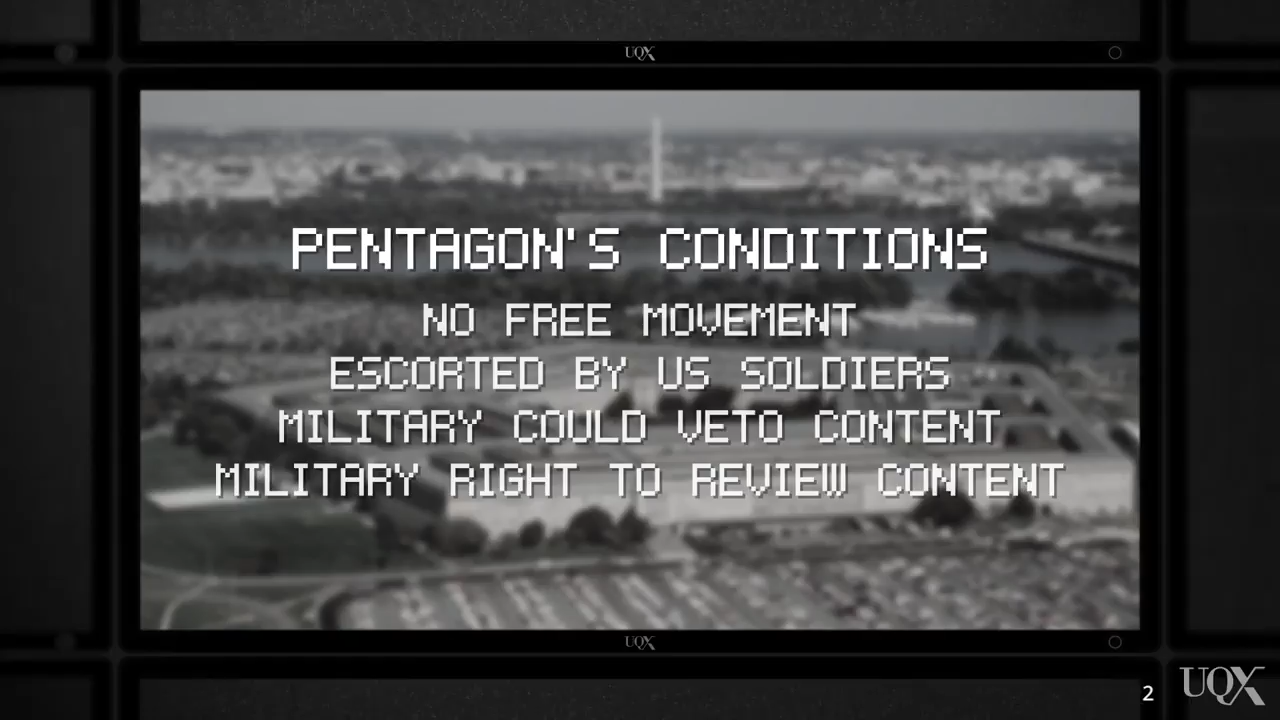 UQX
PENTAGON'S CONDITIONS
NO FREE MOVEMENT
ESCORTED BY US SOLDIERS
MILITARY COULD VETO CONTENT
MILITARY RIGHT TO REVIEW CONTENT
UQX
2
UQX